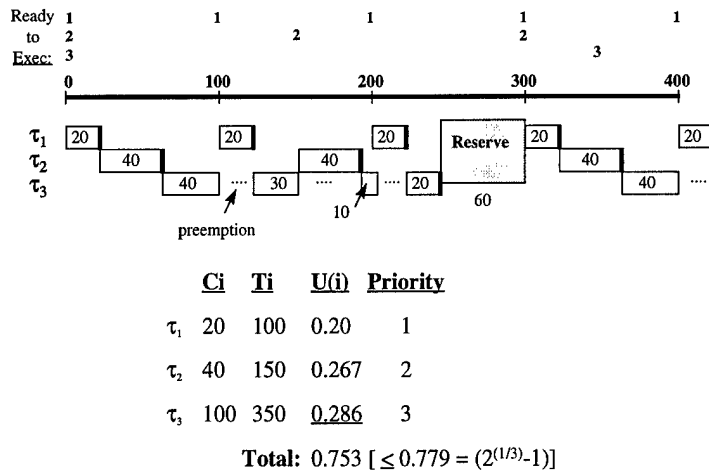 Ready 1 1 1 1 1
to 2 2 2
Exec: 3 3
0 100 200 300 400
τ1 20 20 20 20 20
τ2 40 40 40
τ3 40 .... 30 .... .... 20 40 ....
Reserve
preemption 10 60
Ci Ti U(i) Priority
τ1 20 100 0.20 1
τ2 40 150 0.267 2
τ3 100 350 0.286 3
Total: 0.753 [ ≤ 0.779 = (2(1/3)-1)]